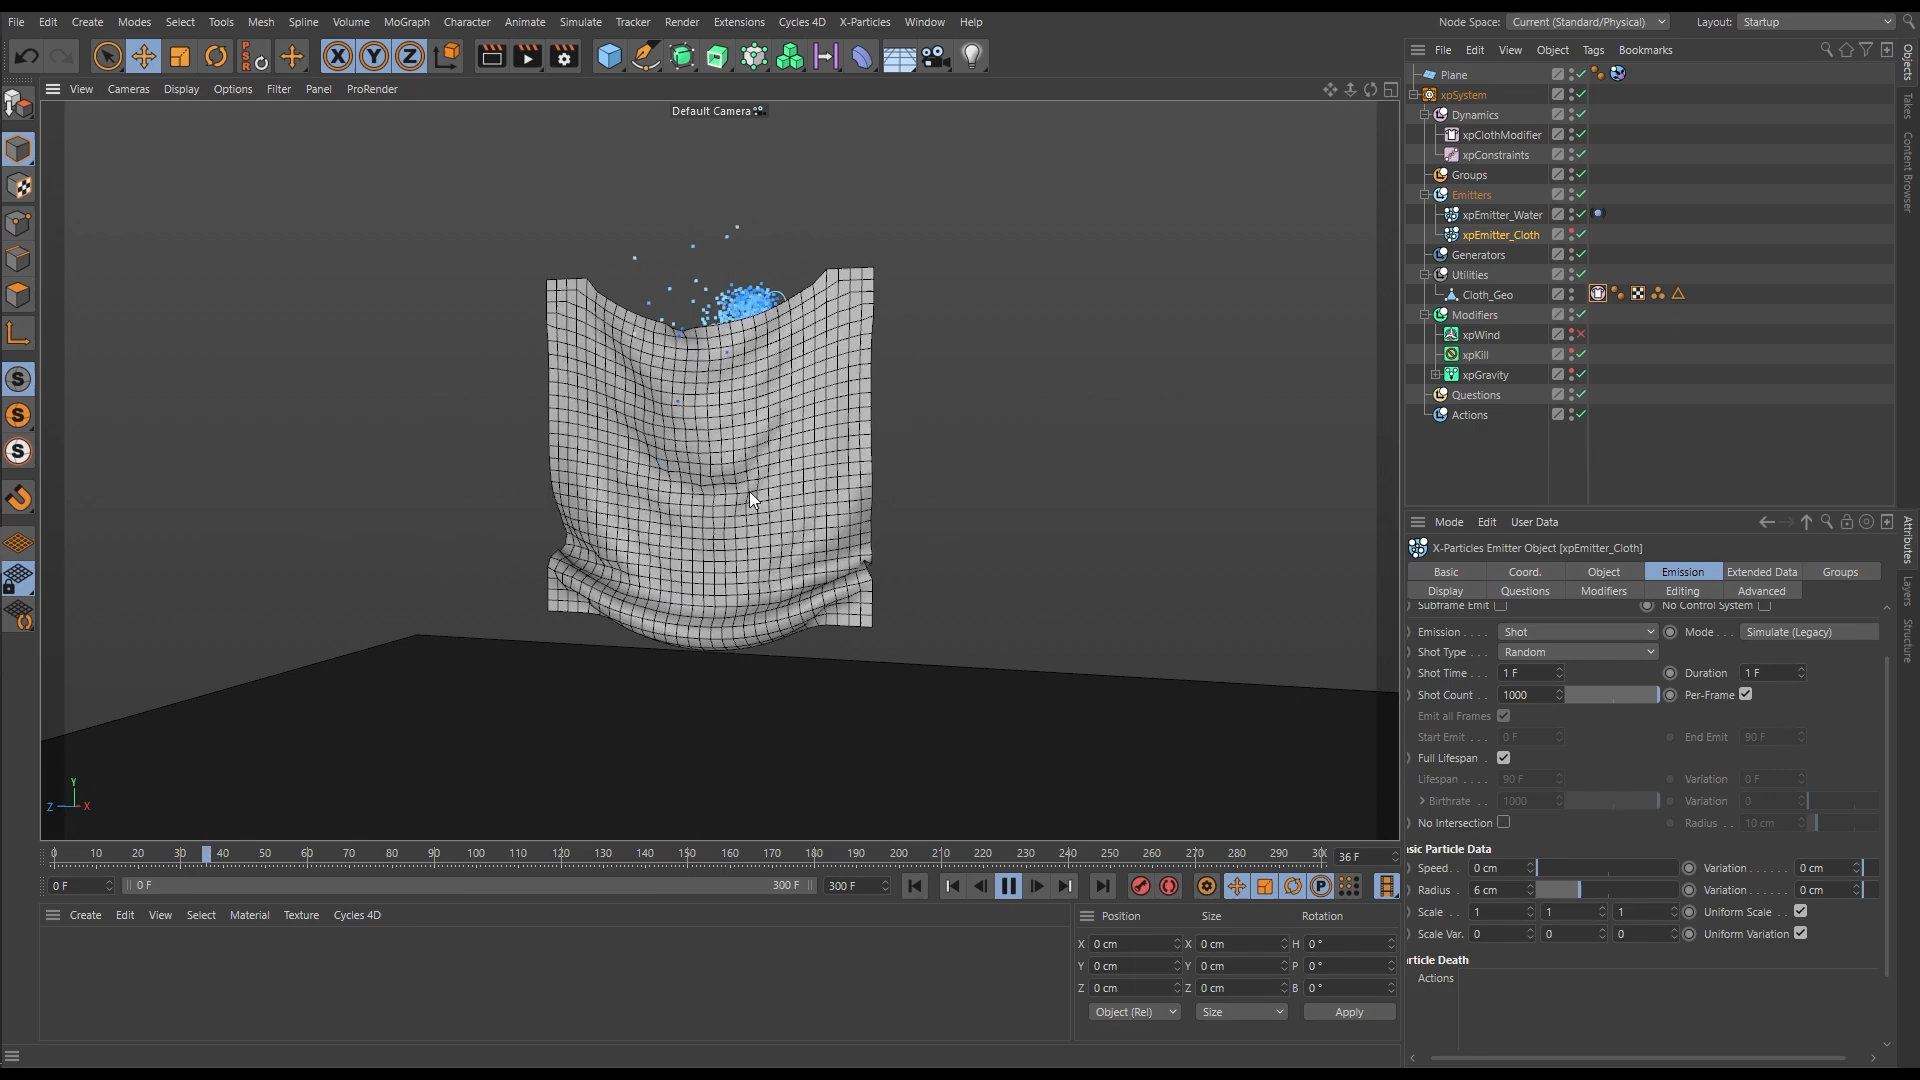 File Edit Create Modes Select Tools Mesh Spline Volume MoGraph Character Animate Simulate Tracker Render Extensions Cycles 4D X-Particles Window Help
Node Space: Current (Standard/Physical) Layout: Startup
PSR X Y Z
File Edit View Object Tags Bookmarks
View Cameras Display Options Filter Panel ProRender
Default Camera
Plane
xpSystem
Dynamics
xpClothModifier
xpConstraints
Groups
Emitters
xpEmitter_Water
xpEmitter_Cloth
Generators
Utilities
Cloth_Geo
Modifiers
xpWind
xpKill
xpGravity
Questions
Actions
Objects
Takes
Content Browser
S
S
S
Mode Edit User Data
X-Particles Emitter Object [xpEmitter_Cloth]
Basic Coord. Object Emission Extended Data Groups
Display Questions Modifiers Editing Advanced
Subframe Emit No Control System
Emission . . . . Shot Mode . . . Simulate (Legacy)
Shot Type . . . Random
Shot Time . . . 1 F Duration 1 F
Shot Count . . 1000 Per-Frame
Emit all Frames
Start Emit . . . 0 F End Emit 90 F
Full Lifespan .
Lifespan . . . . 90 F Variation 0 F
Birthrate . . 1000 Variation 0
No Intersection Radius . . 10 cm
asic Particle Data
Speed . . 0 cm Variation . . . . . . 0 cm
Radius . 6 cm Variation . . . . . . 0 cm
Scale . . 1 1 1 Uniform Scale . .
Scale Var. 0 0 0 Uniform Variation
article Death
Actions
Attributes
Layers
Structure
Y
Z X
0 10 20 30 40 50 60 70 80 90 100 110 120 130 140 150 160 170 180 190 200 210 220 230 240 250 260 270 280 290 30 36 F
0 F 0 F 300 F 300 F P
Create Edit View Select Material Texture Cycles 4D
Position Size Rotation
X 0 cm X 0 cm H 0 °
Y 0 cm Y 0 cm P 0 °
Z 0 cm Z 0 cm B 0 °
Object (Rel) Size Apply